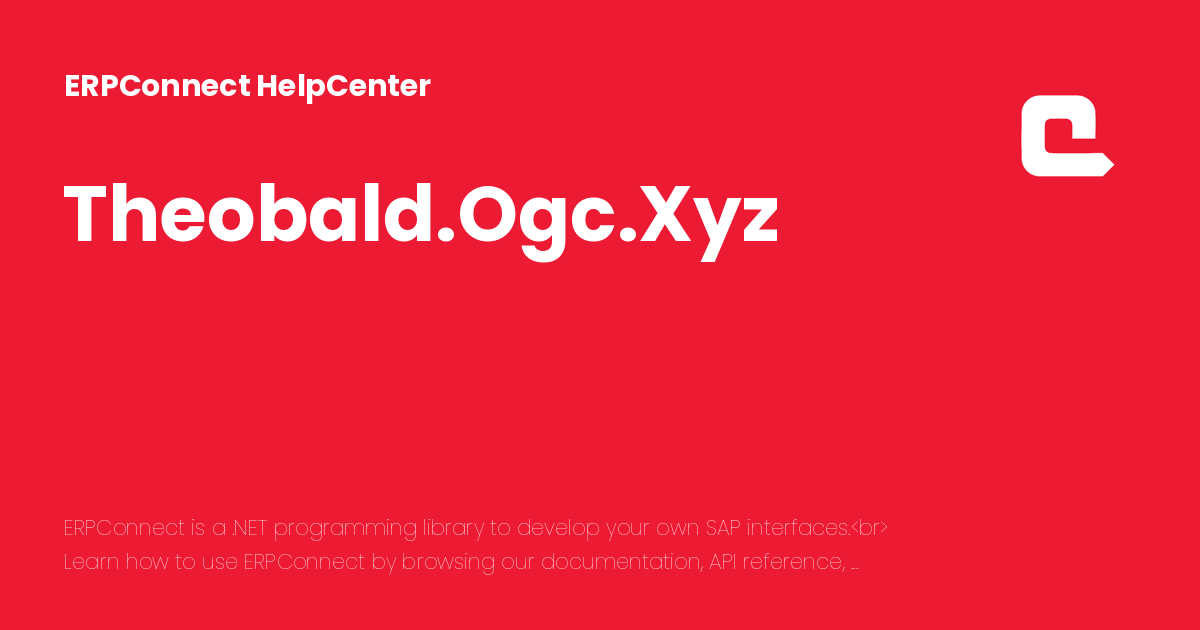 ERPConnect HelpCenter
Theobald.Ogc.Xyz
ERPConnect is a .NET programming library to develop your own SAP interfaces.<br>
Learn how to use ERPConnect by browsing our documentation, API reference, ...